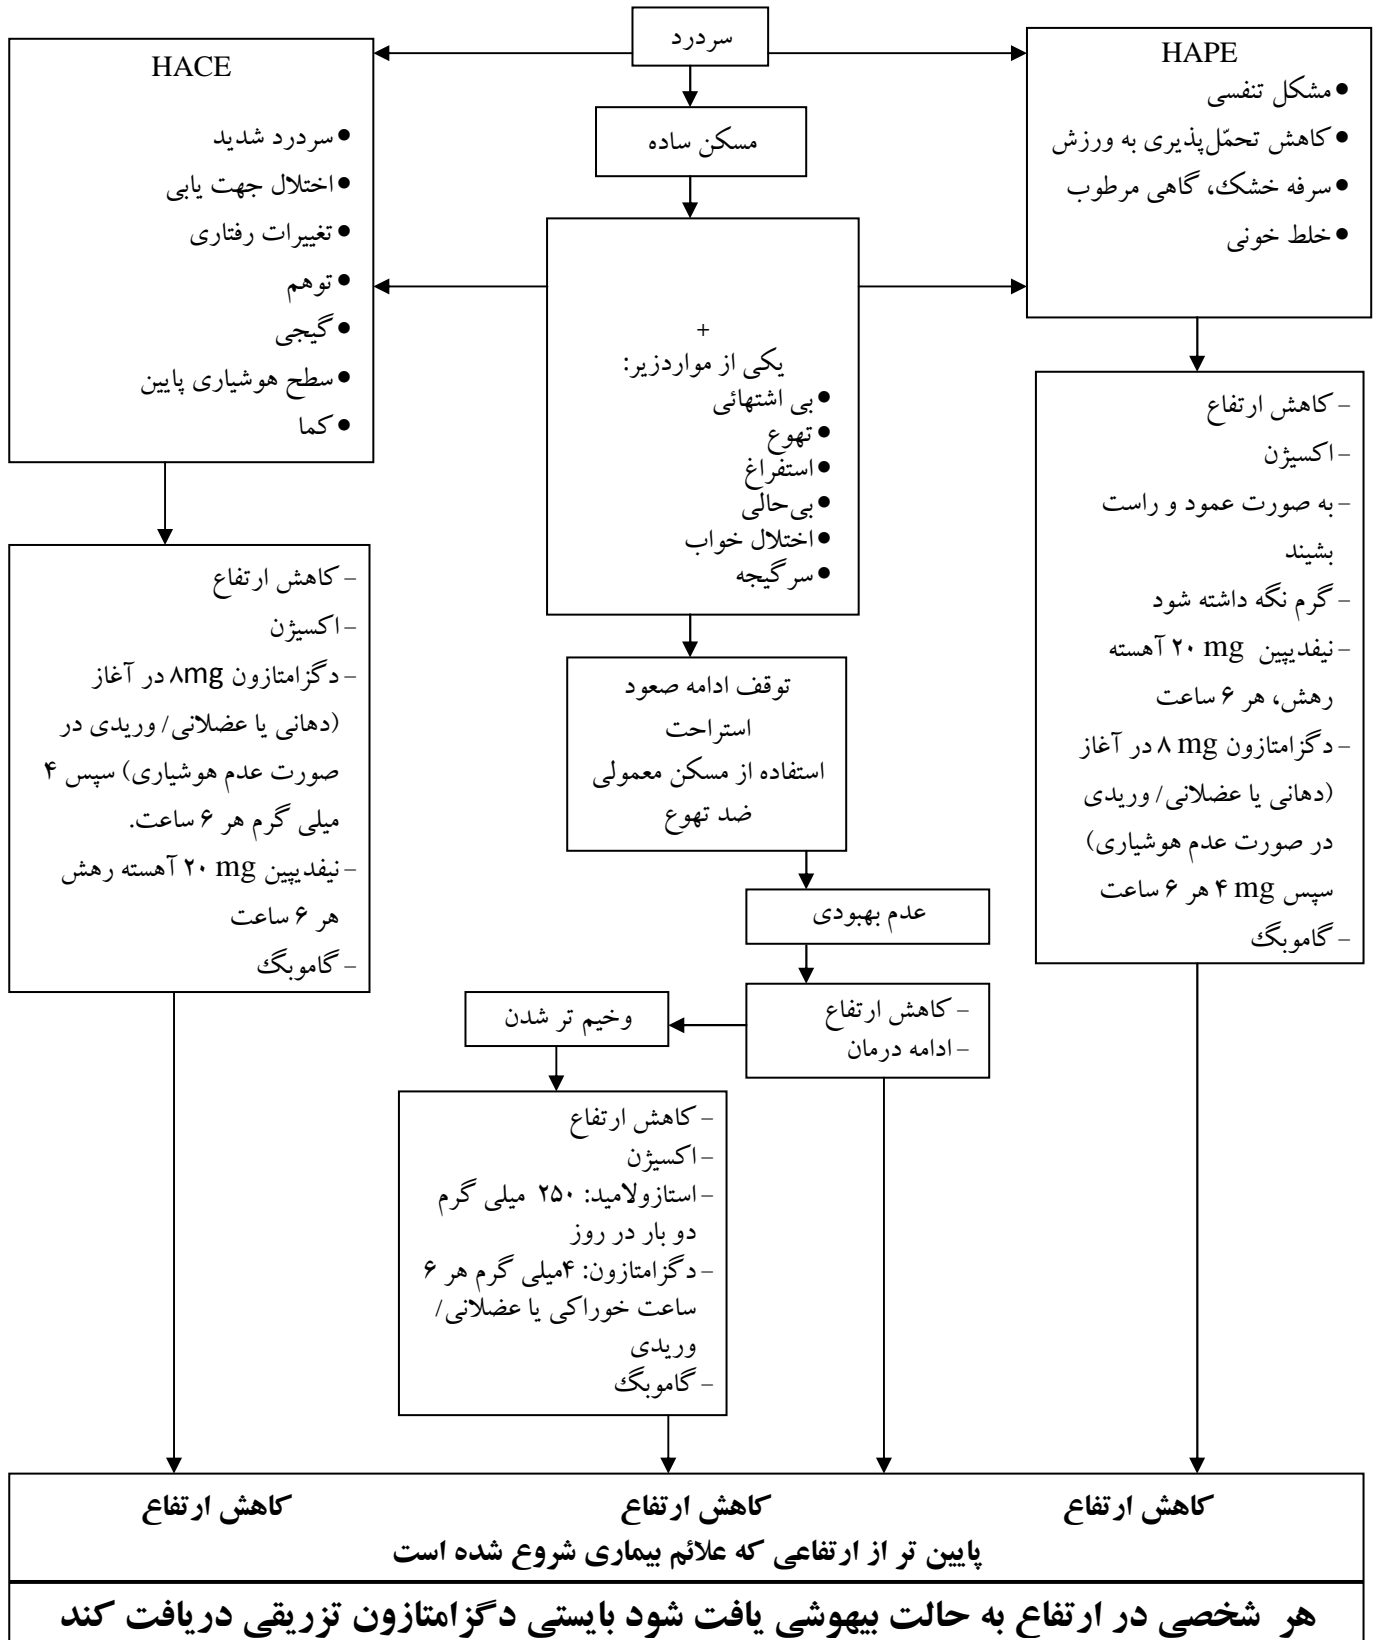 سردرد
HAPE
• مشکل تنفسی
• کاهش تحمّل‌پذیری به ورزش
• سرفه خشک، گاهی مرطوب
• خلط خونی
HACE
• سردرد شدید
• اختلال جهت یابی
• تغییرات رفتاری
• توهم
• گیجی
• سطح هوشیاری پایین
• کما
مسکن ساده
+
یکی از مواردزیر:
• بی اشتهائی
• تهوع
• استفراغ
• بی‌حالی
• اختلال خواب
• سرگیجه
- کاهش ارتفاع
- اکسیژن
- به صورت عمود و راست
بشیند
- گرم نگه داشته شود
- نیفدیپین ۲۰ mg آهسته
رهش، هر ۶ ساعت
- دگزامتازون ۸ mg در آغاز
(دهانی یا عضلانی/ وریدی
در صورت عدم هوشیاری)
سپس ۴ mg هر ۶ ساعت
- گاموبگ
- کاهش ارتفاع
- اکسیژن
- دگزامتازون ۸mg در آغاز
(دهانی یا عضلانی/ وریدی در
صورت عدم هوشیاری) سپس ۴
میلی گرم هر ۶ ساعت.
- نیفدیپین ۲۰ mg آهسته رهش
هر ۶ ساعت
- گاموبگ
توقف ادامه صعود
استراحت
استفاده از مسکن معمولی
ضد تهوع
عدم بهبودی
- کاهش ارتفاع
- ادامه درمان
وخیم تر شدن
- کاهش ارتفاع
- اکسیژن
- استازولامید: ۲۵۰ میلی گرم
دو بار در روز
- دگزامتازون: ۴میلی گرم هر ۶
ساعت خوراکی یا عضلانی/
وریدی
- گاموبگ
کاهش ارتفاع کاهش ارتفاع کاهش ارتفاع
پایین تر از ارتفاعی که علائم بیماری شروع شده است
هر شخصی در ارتفاع به حالت بیهوشی یافت شود بایستی دگزامتازون تزریقی دریافت کند